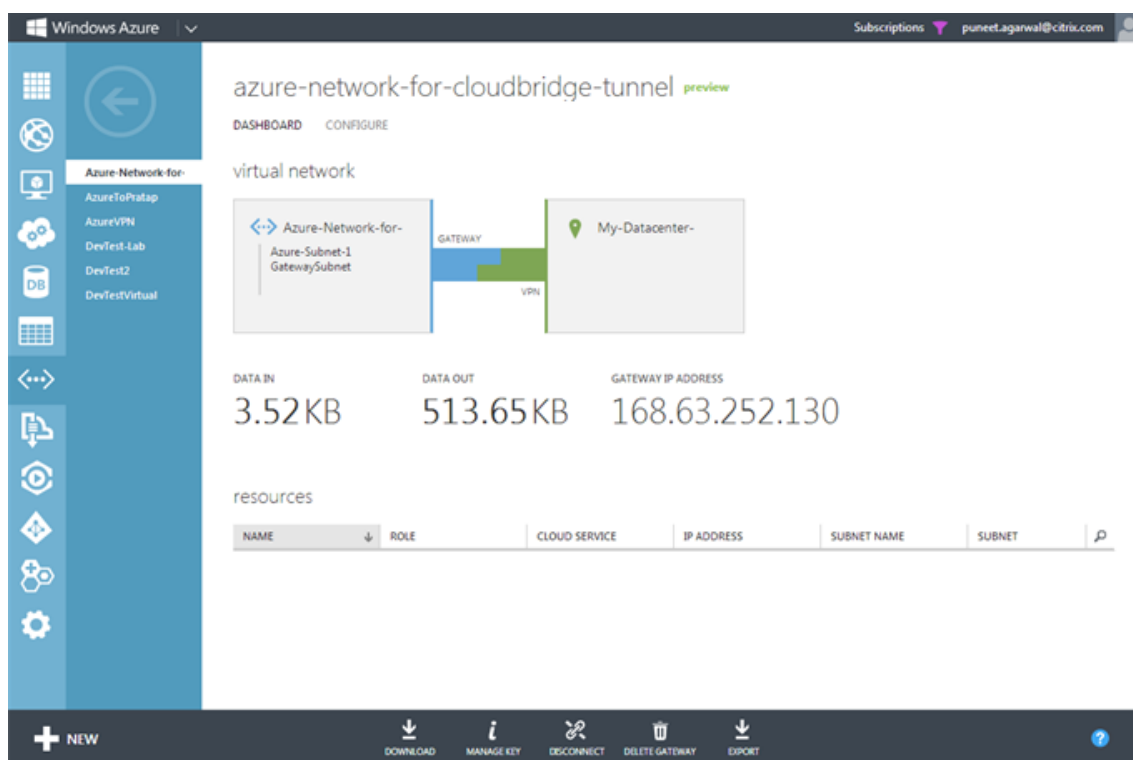 Windows Azure
Subscriptions puneet.agarwal@citrix.com
azure-network-for-cloudbridge-tunnel preview
DASHBOARD CONFIGURE
Azure-Network-for-
AzureToPratap
AzureVPN
DevTest-Lab
DevTest2
DevTestVirtual
DB
virtual network
Azure-Network-for-
Azure-Subnet-1
GatewaySubnet
GATEWAY
VPN
My-Datacenter-
DATA IN DATA OUT GATEWAY IP ADDRESS
3.52KB 513.65KB 168.63.252.130
resources
NAME ROLE CLOUD SERVICE IP ADDRESS SUBNET NAME SUBNET
NEW DOWNLOAD MANAGE KEY DISCONNECT DELETE GATEWAY EXPORT ?